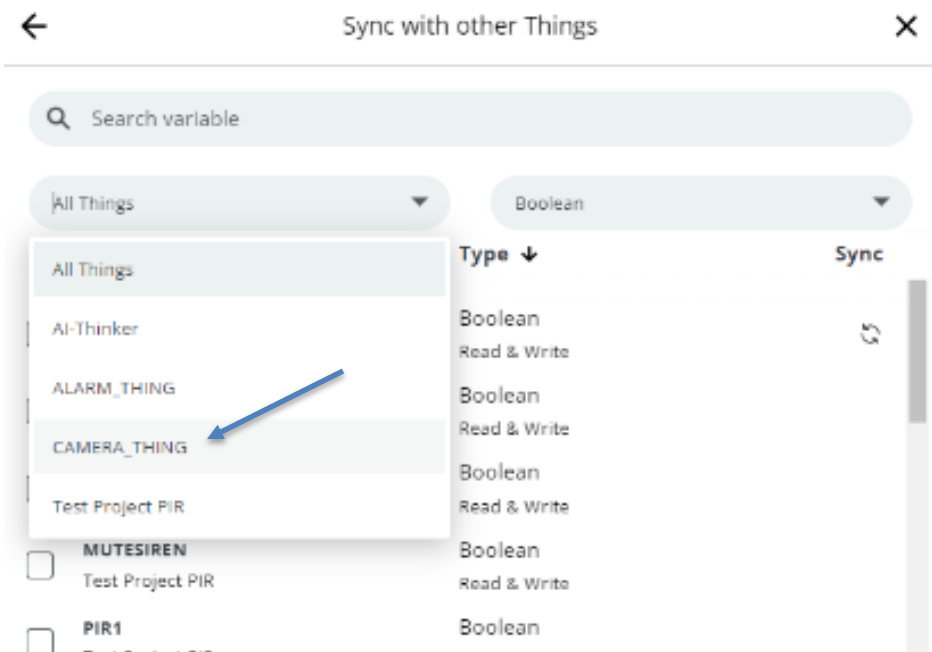 Sync with other Things
Search variable
All Things
Boolean
Type
Sync
All Things
AI-Thinker
ALARM_THING
CAMERA_THING
Test Project PIR
Boolean
Read & Write
Boolean
Read & Write
Boolean
Read & Write
MUTESIREN
Test Project PIR
Boolean
Read & Write
PIR1
Boolean